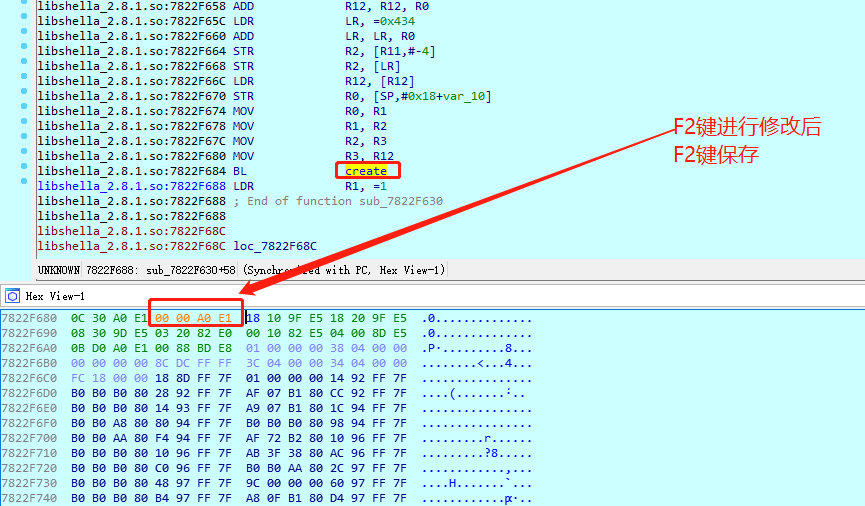 libshella_2.8.1.so:7822F658 ADD R12, R12, R0
libshella_2.8.1.so:7822F65C LDR LR, =0x434
libshella_2.8.1.so:7822F660 ADD LR, LR, R0
libshella_2.8.1.so:7822F664 STR R2, [R11,#-4]
libshella_2.8.1.so:7822F668 STR R2, [LR]
libshella_2.8.1.so:7822F66C LDR R12, [R12]
libshella_2.8.1.so:7822F670 STR R0, [SP,#0x18+var_10]
libshella_2.8.1.so:7822F674 MOV R0, R1
libshella_2.8.1.so:7822F678 MOV R1, R2
libshella_2.8.1.so:7822F67C MOV R2, R3
libshella_2.8.1.so:7822F680 MOV R3, R12
libshella_2.8.1.so:7822F684 BL create
libshella_2.8.1.so:7822F688 LDR R1, =1
libshella_2.8.1.so:7822F688 ; End of function sub_7822F630
libshella_2.8.1.so:7822F688
libshella_2.8.1.so:7822F68C
libshella_2.8.1.so:7822F68C loc_7822F68C
F2键进行修改后
F2键保存
UNKNOWN 7822F688: sub_7822F630+58 (Synchronized with PC, Hex View-1)
Hex View-1
7822F680 0C 30 A0 E1 00 00 A0 E1 18 10 9F E5 18 20 9F E5 .0..............
7822F690 08 30 9D E5 03 20 82 E0 00 10 82 E5 04 00 8D E5 .0..............
7822F6A0 0B D0 A0 E1 00 88 BD E8 01 00 00 00 38 04 00 00 .P·.........8...
7822F6B0 00 00 00 00 8C DC FF FF 3C 04 00 00 34 04 00 00 ........<...4...
7822F6C0 FC 18 00 00 18 8D FF 7F 01 00 00 00 14 92 FF 7F ................
7822F6D0 B0 B0 B0 80 28 92 FF 7F AF 07 B1 80 CC 92 FF 7F ....(.......:..
7822F6E0 B0 B0 B0 80 14 93 FF 7F A9 07 B1 80 1C 94 FF 7F ................
7822F6F0 B0 B0 A8 80 80 94 FF 7F B0 B0 B0 80 98 94 FF 7F ................
7822F700 B0 B0 AA 80 F4 94 FF 7F AF 72 B2 80 10 96 FF 7F .........r......
7822F710 B0 B0 B0 80 10 96 FF 7F AB 3F 38 80 AC 96 FF 7F .........?8.....
7822F720 B0 B0 B0 80 C0 96 FF 7F B0 B0 AA 80 2C 97 FF 7F ............,...
7822F730 B0 B0 B0 80 48 97 FF 7F 9C 00 00 00 60 97 FF 7F ....H.......`...
7822F740 B0 B0 B0 80 B4 97 FF 7F A8 0F B1 80 D4 97 FF 7F